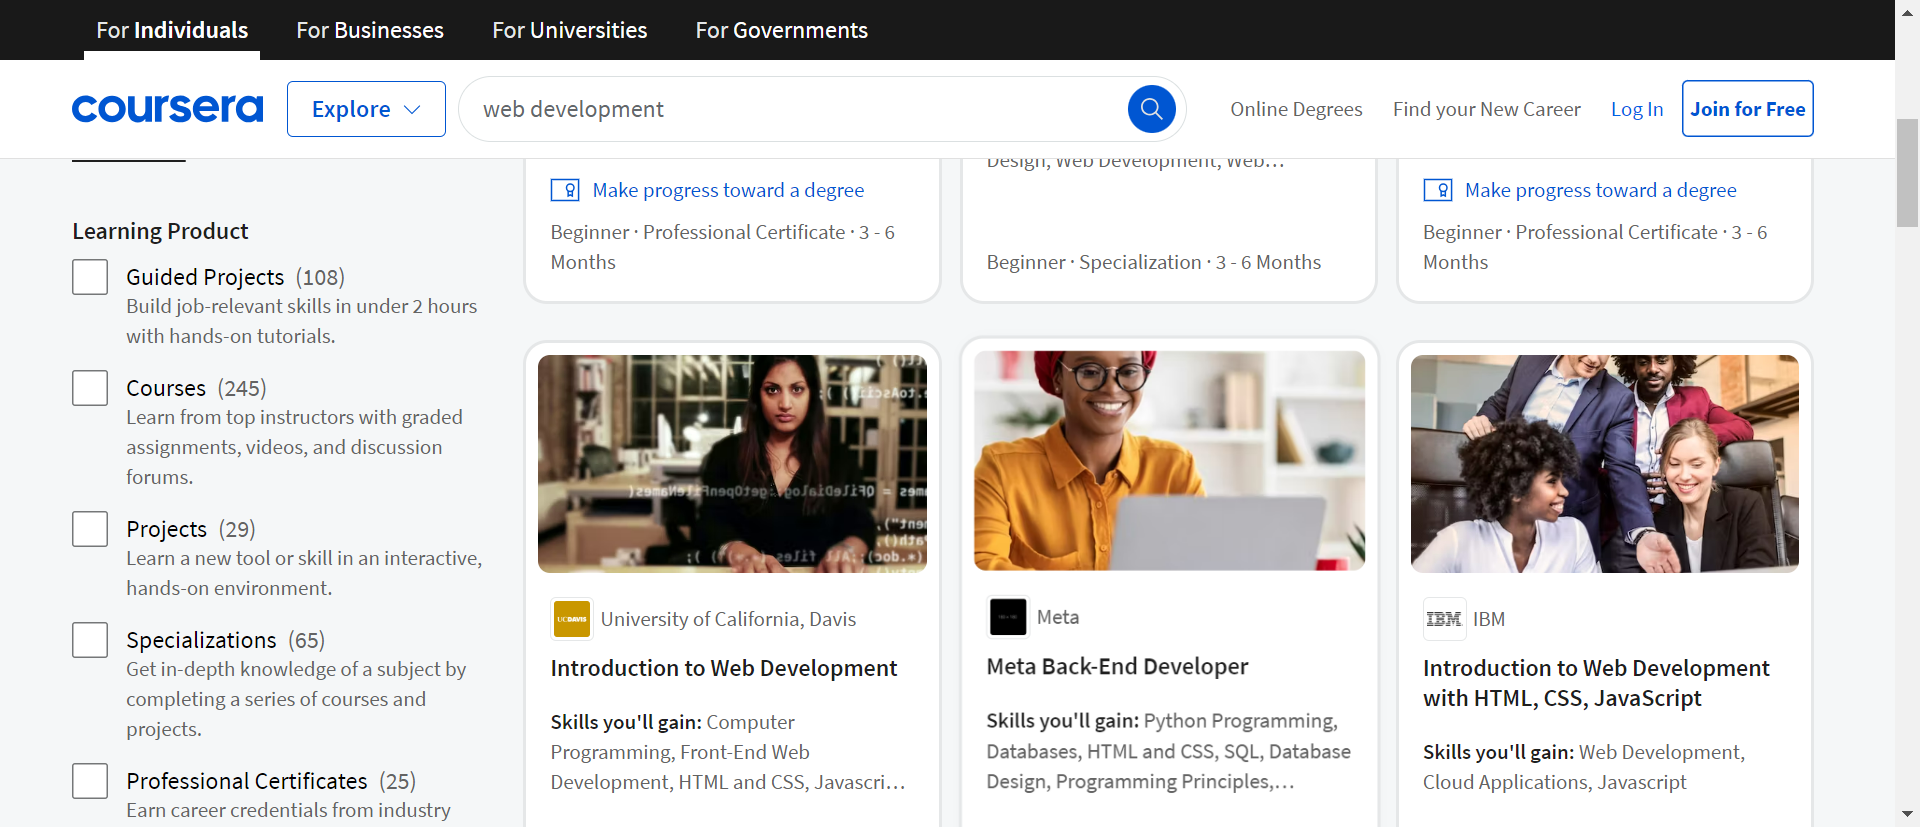 For Individuals
For Businesses
For Universities
For Governments
coursera
Explore
web development
Online Degrees
Find your New Career
Log In
Join for Free
Learning Product
Guided Projects (108)
Build job-relevant skills in under 2 hours
with hands-on tutorials.
Courses (245)
Learn from top instructors with graded
assignments, videos, and discussion
forums.
Projects (29)
Learn a new tool or skill in an interactive,
hands-on environment.
Specializations (65)
Get in-depth knowledge of a subject by
completing a series of courses and
projects.
Professional Certificates (25)
Earn career credentials from industry
Make progress toward a degree
Beginner · Professional Certificate · 3 - 6
Months
Design, Web Development, Web…
Beginner · Specialization · 3 - 6 Months
Make progress toward a degree
Beginner · Professional Certificate · 3 - 6
Months
UCDAVIS
University of California, Davis
Introduction to Web Development
Skills you'll gain: Computer
Programming, Front-End Web
Development, HTML and CSS, Javascri…
Meta
Meta Back-End Developer
Skills you'll gain: Python Programming,
Databases, HTML and CSS, SQL, Database
Design, Programming Principles,…
IBM
IBM
Introduction to Web Development
with HTML, CSS, JavaScript
Skills you'll gain: Web Development,
Cloud Applications, Javascript